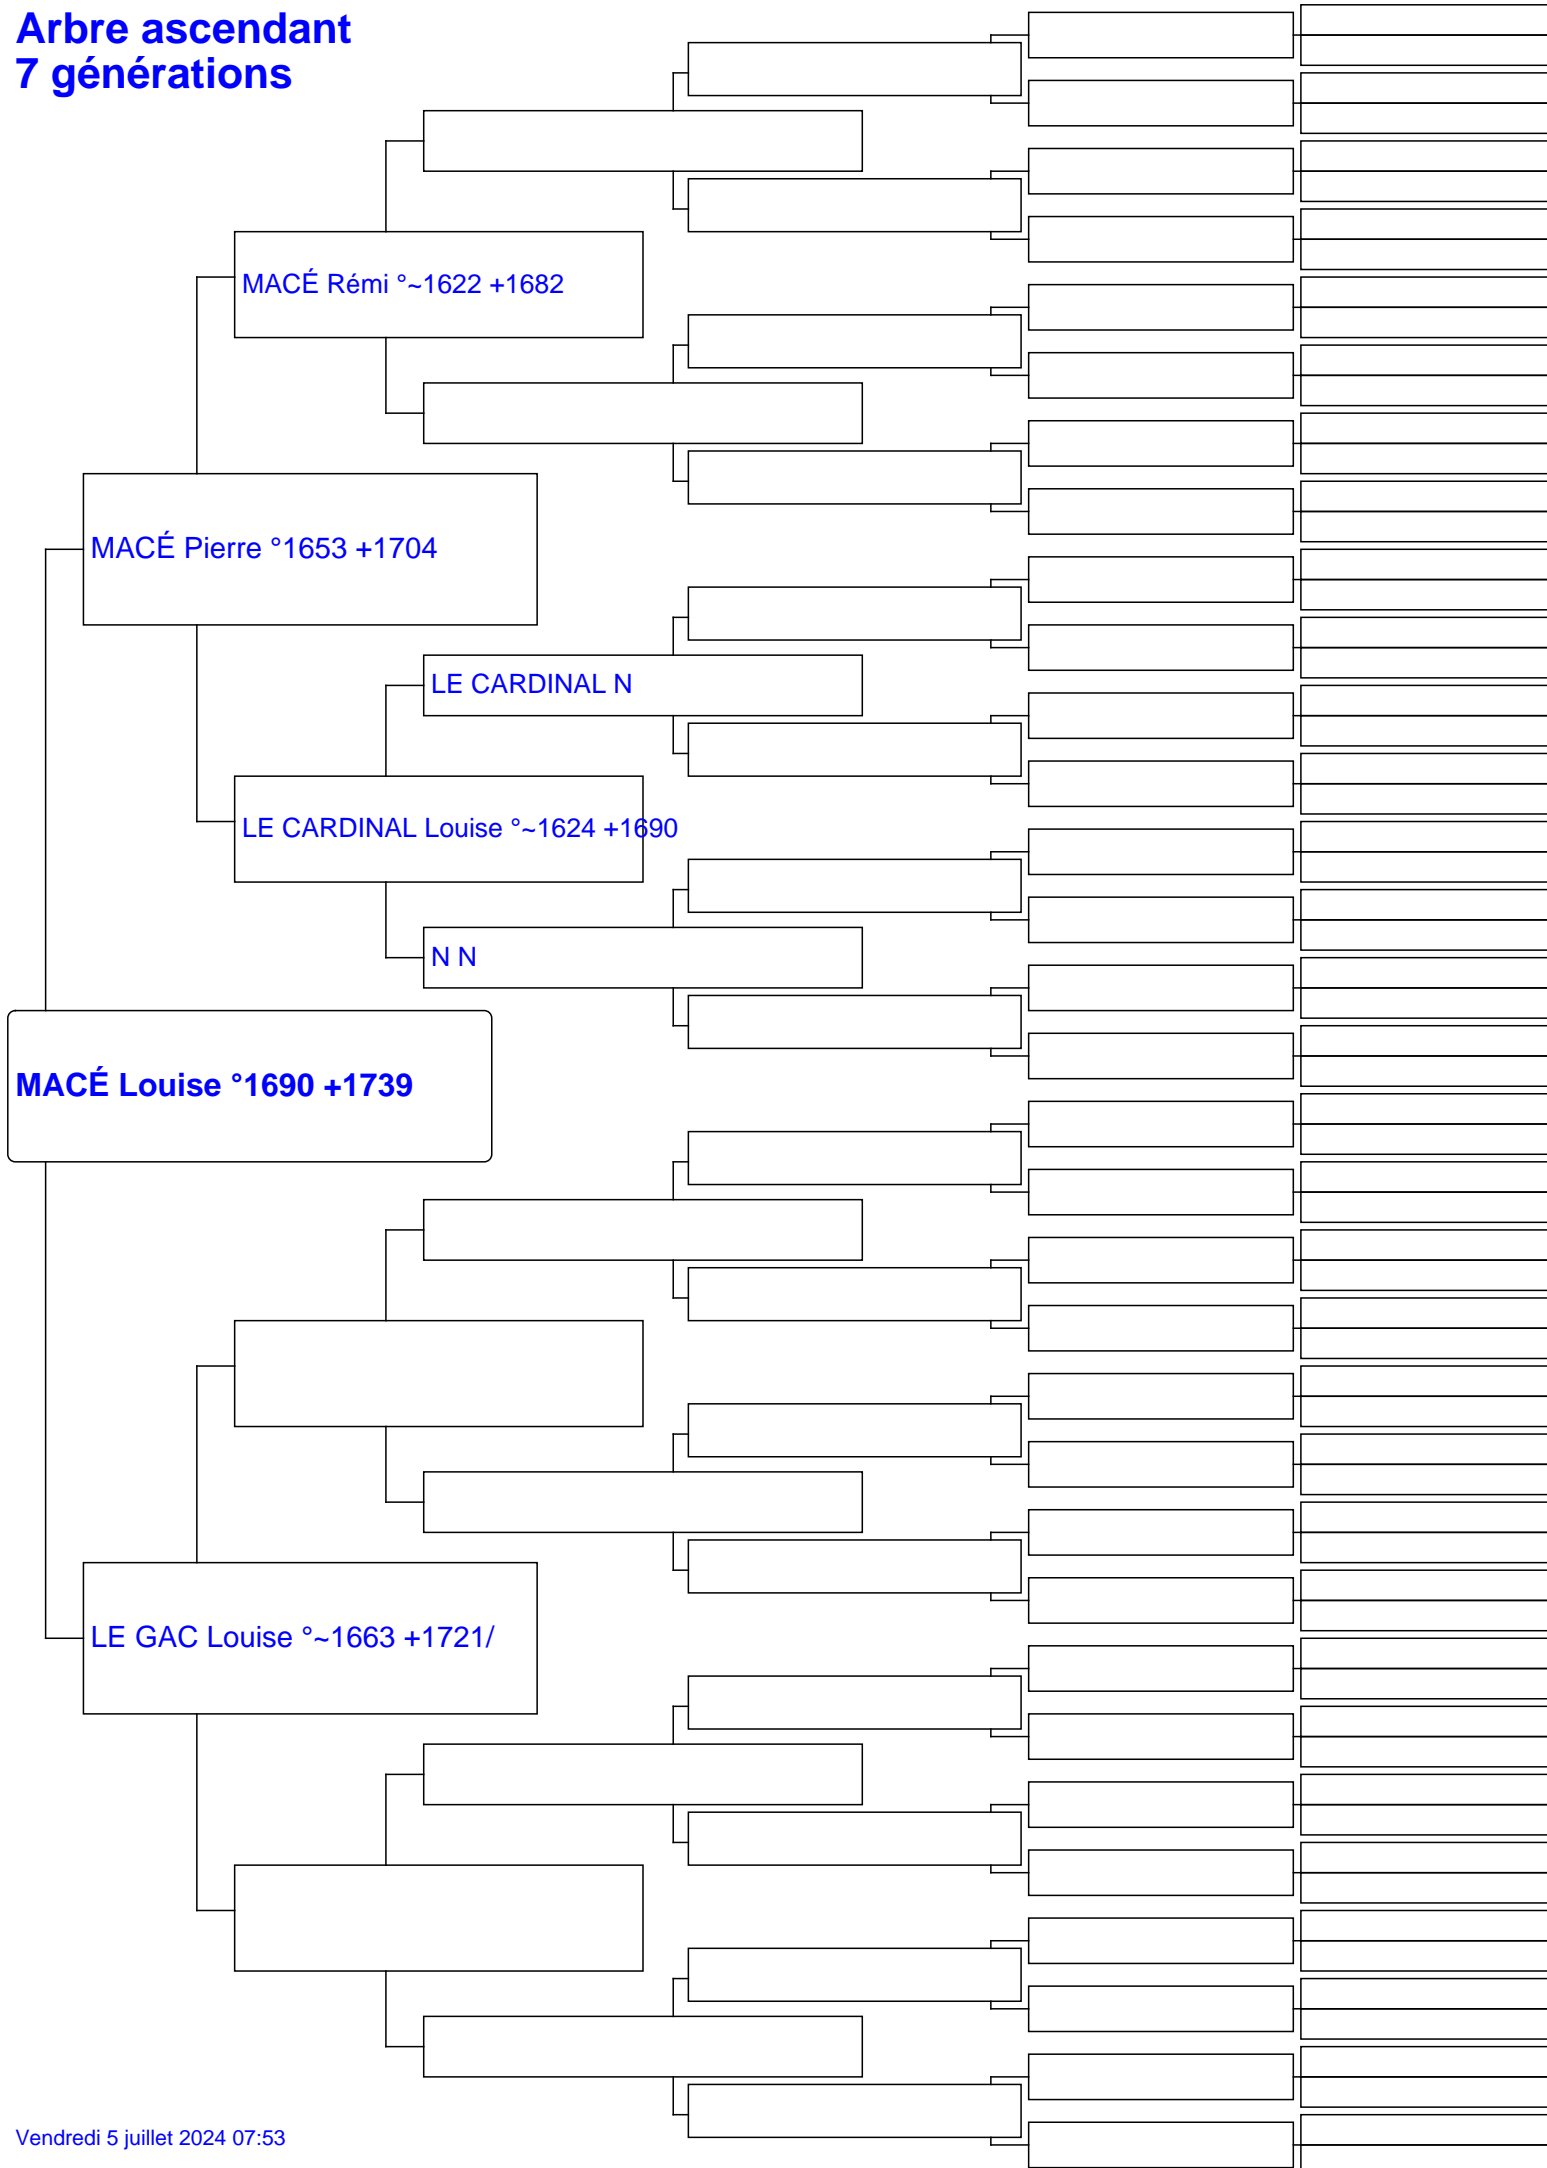 Arbre ascendant
7 générations
MACÉ Rémi °~1622 +1682
MACÉ Pierre °1653 +1704
LE CARDINAL N
LE CARDINAL Louise °~1624 +1690
N N
MACÉ Louise °1690 +1739
LE GAC Louise °~1663 +1721/
Vendredi 5 juillet 2024 07:53